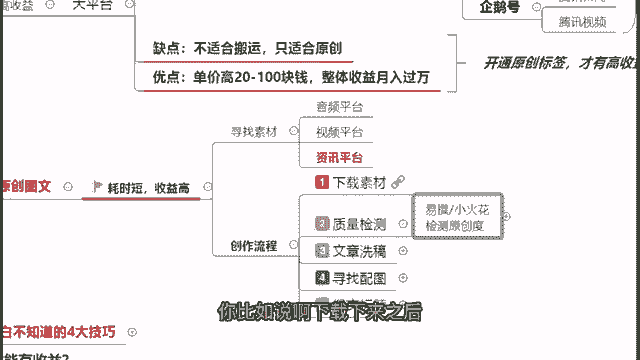 高收益
大平台
企鹅号
腾讯视频
缺点：不适合搬运，只适合原创
优点：单价高20-100块钱，整体收益月入过万
开通原创标签，才有高收
寻找素材
音频平台
视频平台
资讯平台
原创图文
耗时短，收益高
1 下载素材
2 质量检测
易撰/小火花
检测原创度
创作流程
3 文章洗稿
4 寻找配图
你比如说啊下载下来之后
白不知道的4大技巧
能有收益？